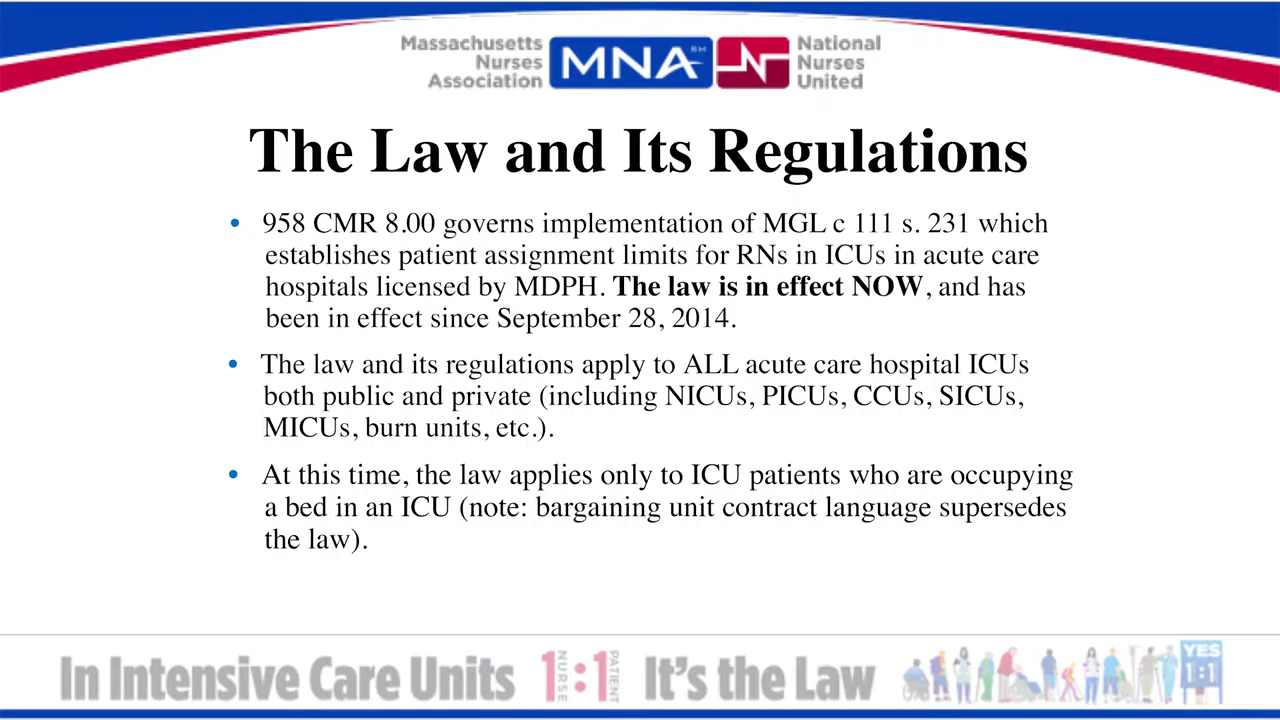 Massachusetts
Nurses
Association
MNA SM
National
Nurses
United
The Law and Its Regulations
• 958 CMR 8.00 governs implementation of MGL c 111 s. 231 which
establishes patient assignment limits for RNs in ICUs in acute care
hospitals licensed by MDPH. The law is in effect NOW, and has
been in effect since September 28, 2014.
• The law and its regulations apply to ALL acute care hospital ICUs
both public and private (including NICUs, PICUs, CCUs, SICUs,
MICUs, burn units, etc.).
• At this time, the law applies only to ICU patients who are occupying
a bed in an ICU (note: bargaining unit contract language supersedes
the law).
In Intensive Care Units 1:1 It's the Law
NURSE
PATIENT
YES
1:1